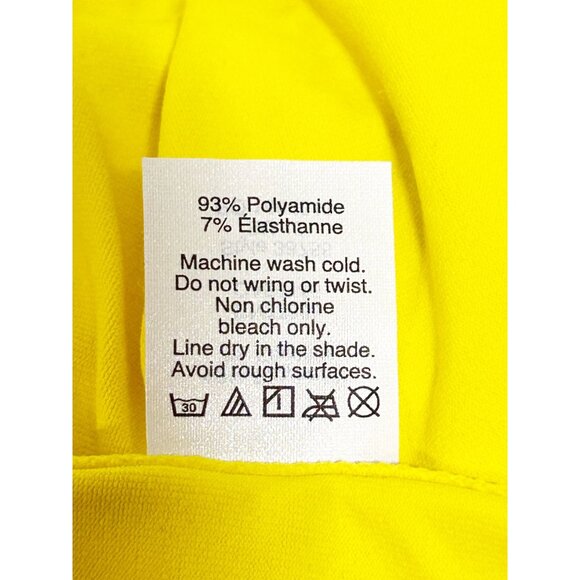 93% Polyamide
7% Élasthanne
Machine wash cold.
Do not wring or twist.
Non chlorine
bleach only.
Line dry in the shade.
Avoid rough surfaces.
30